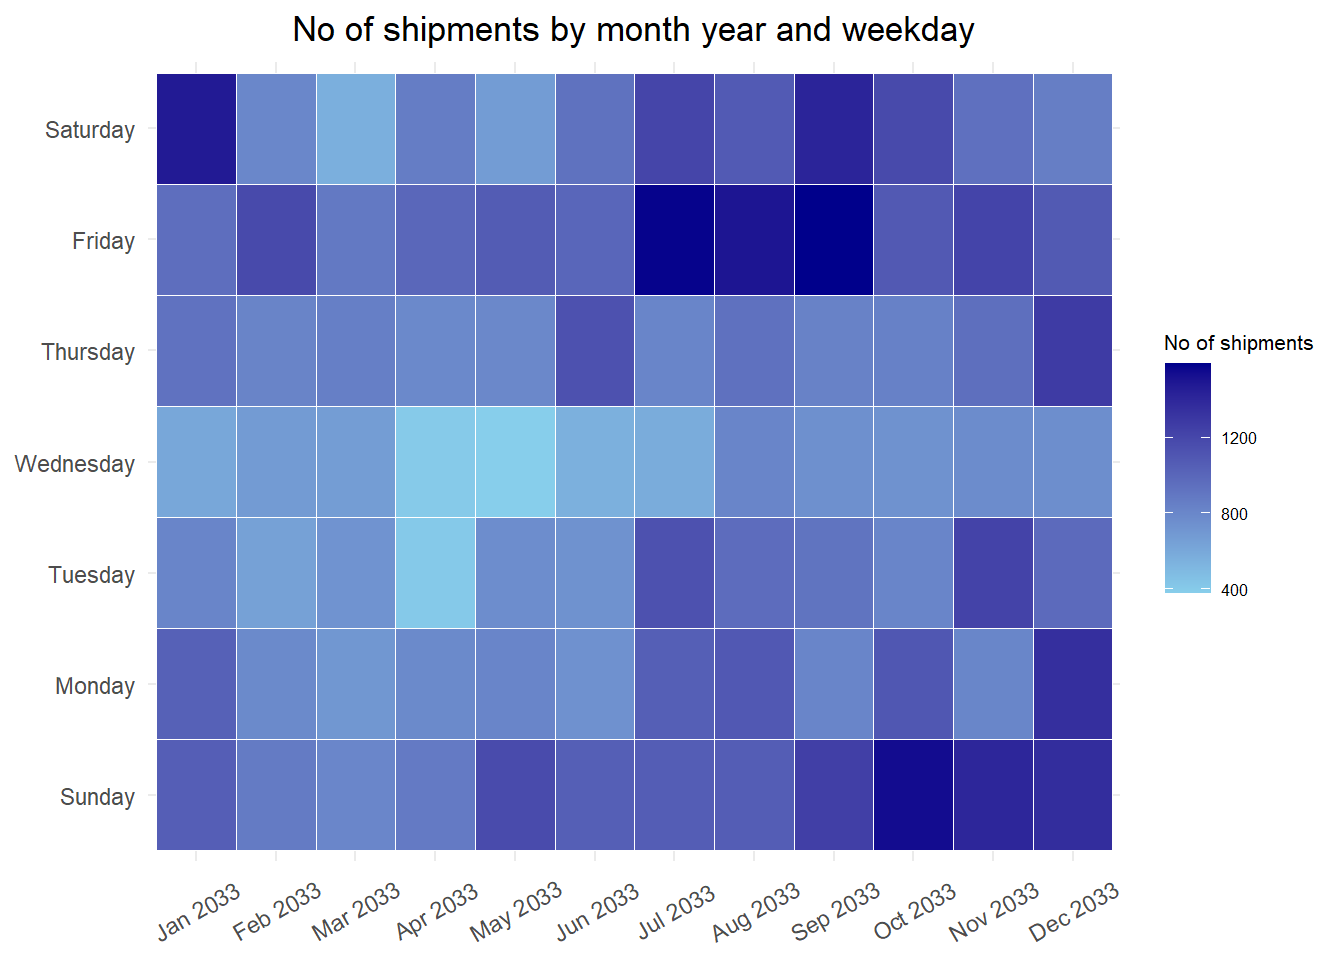 No of shipments by month year and weekday
Saturday
Friday
Thursday
Wednesday
Tuesday
Monday
Sunday
Jan 2033
Feb 2033
Mar 2033
Apr 2033
May 2033
Jun 2033
Jul 2033
Aug 2033
Sep 2033
Oct 2033
Nov 2033
Dec 2033
No of shipments
1200
800
400